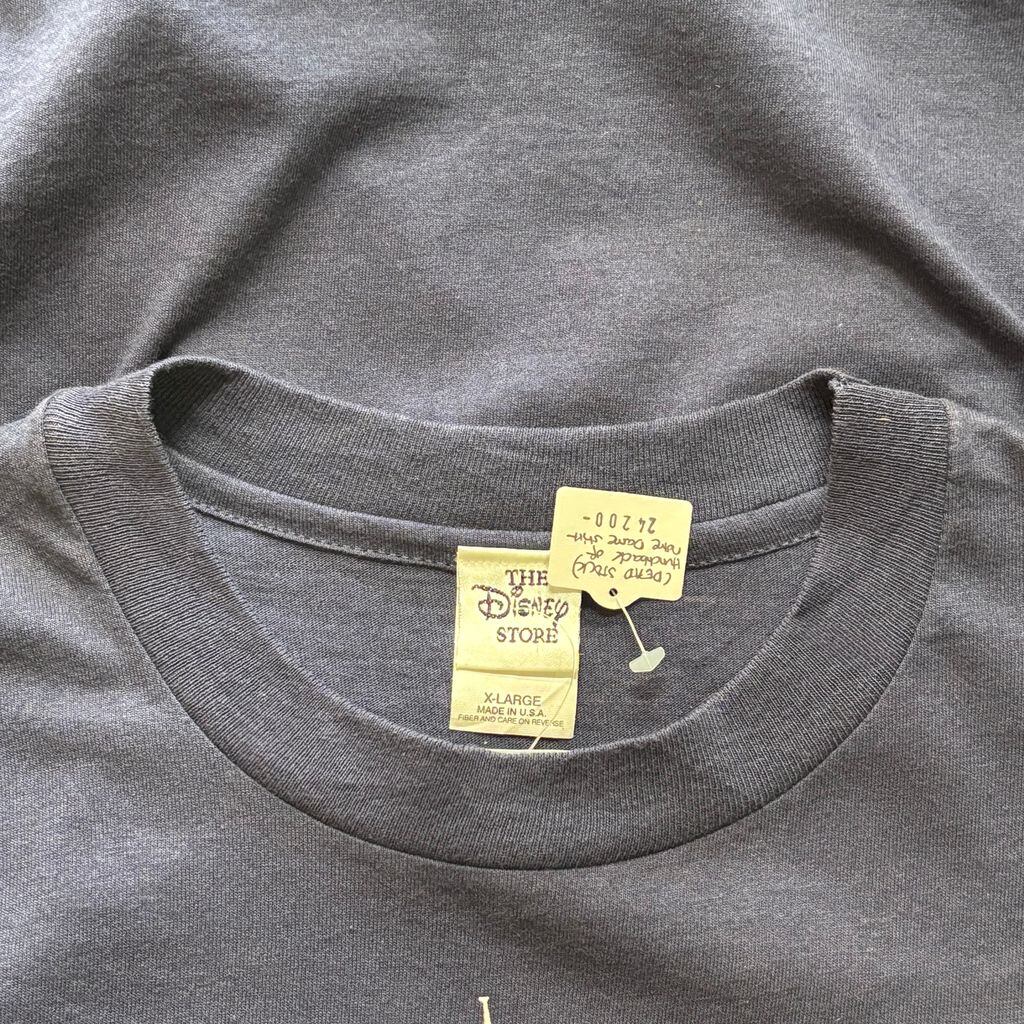 THE
Disney
STORE
X-LARGE
MADE IN U.S.A.
FIBER AND CARE ON REVERSE
(DEAD STOCK)
Hunchback of
Notre Dame shirt
24200-